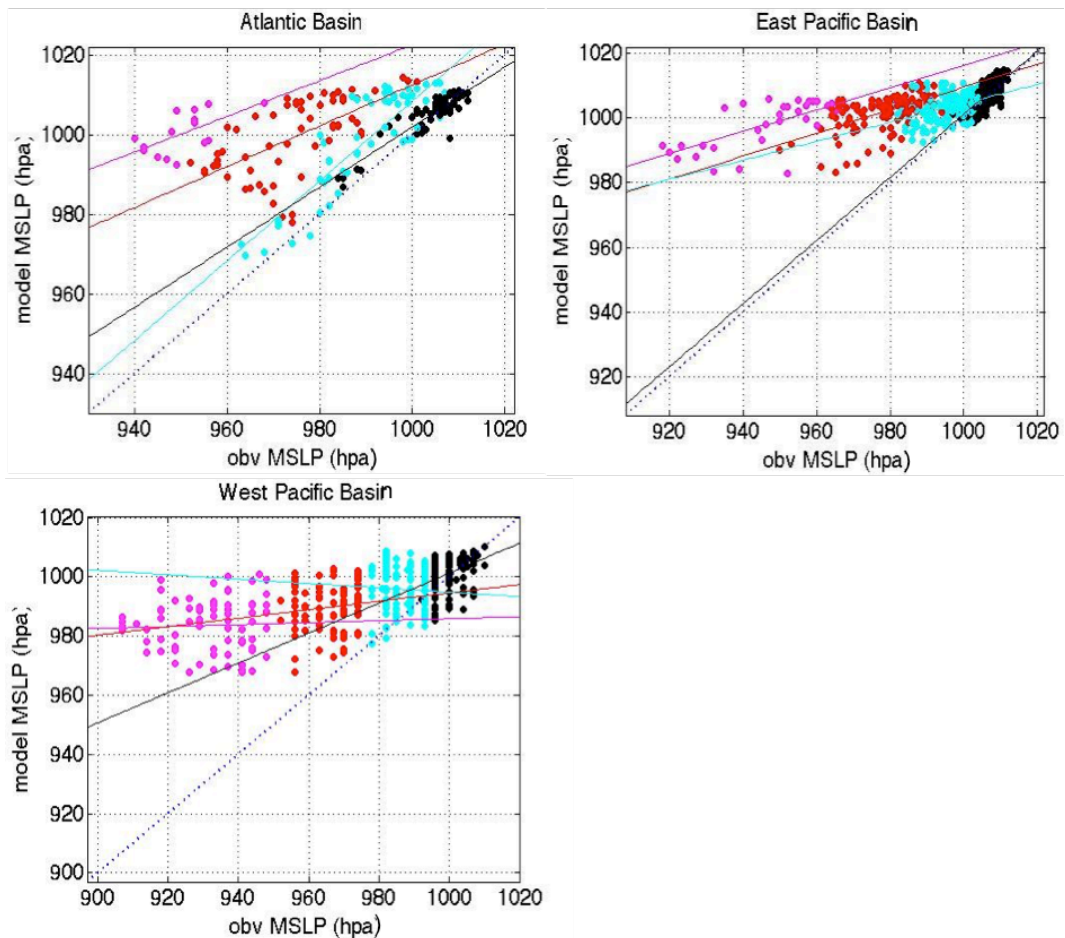 Atlantic Basin
1020
1000
980
960
940
model MSLP (hpa)
940 960 980 1000 1020
obv MSLP (hpa)
East Pacific Basin
1020
1000
980
960
940
920
model MSLP (hpa)
920 940 960 980 1000 1020
obv MSLP (hpa)
West Pacific Basin
1020
1000
980
960
940
920
900
model MSLP (hpa)
900 920 940 960 980 1000 1020
obv MSLP (hpa)